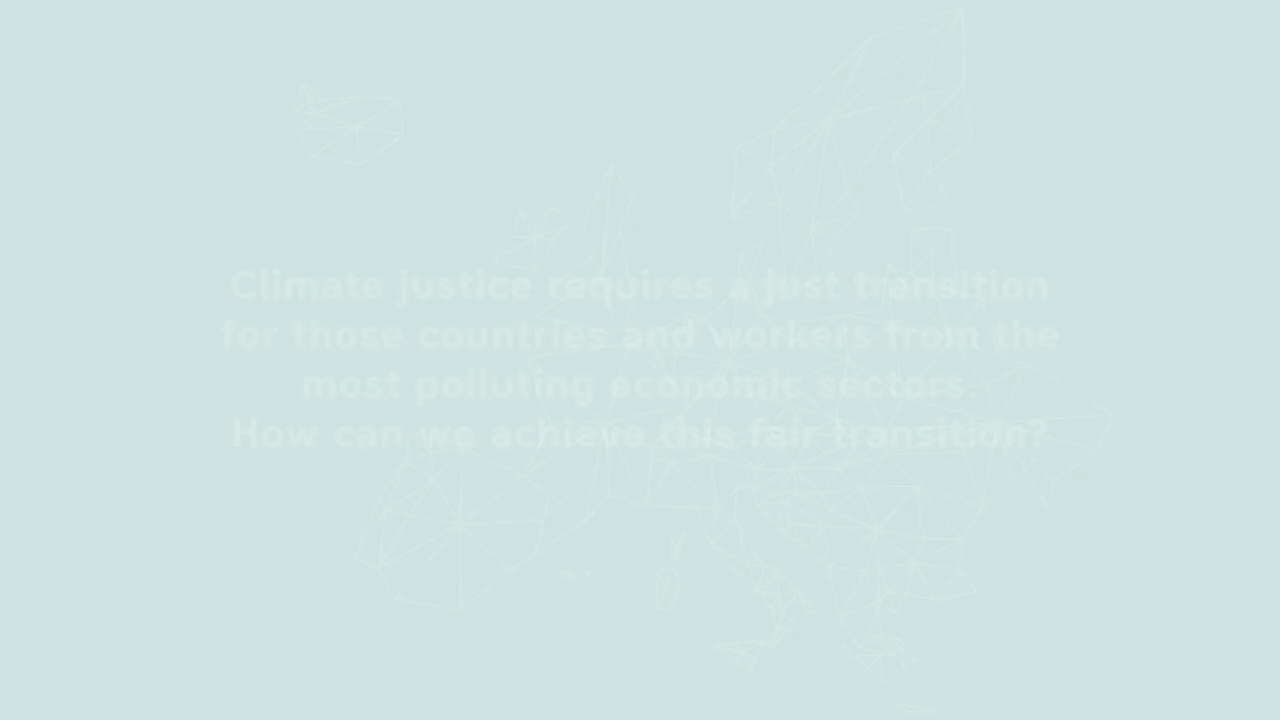 Climate justice requires a just transition
for those countries and workers from the
most polluting economic sectors.
How can we achieve this fair transition?